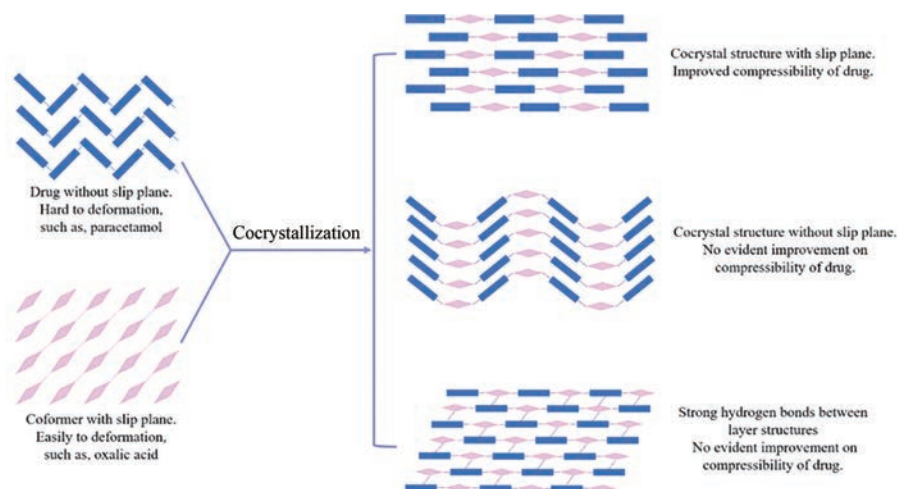 Cocrystal structure with slip plane.
Improved compressibility of drug.
Drug without slip plane.
Hard to deformation,
such as, paracetamol
Cocrystallization
Cocrystal structure without slip plane.
No evident improvement on
compressibility of drug.
Coformer with slip plane.
Easily to deformation,
such as, oxalic acid
Strong hydrogen bonds between
layer structures
No evident improvement on
compressibility of drug.